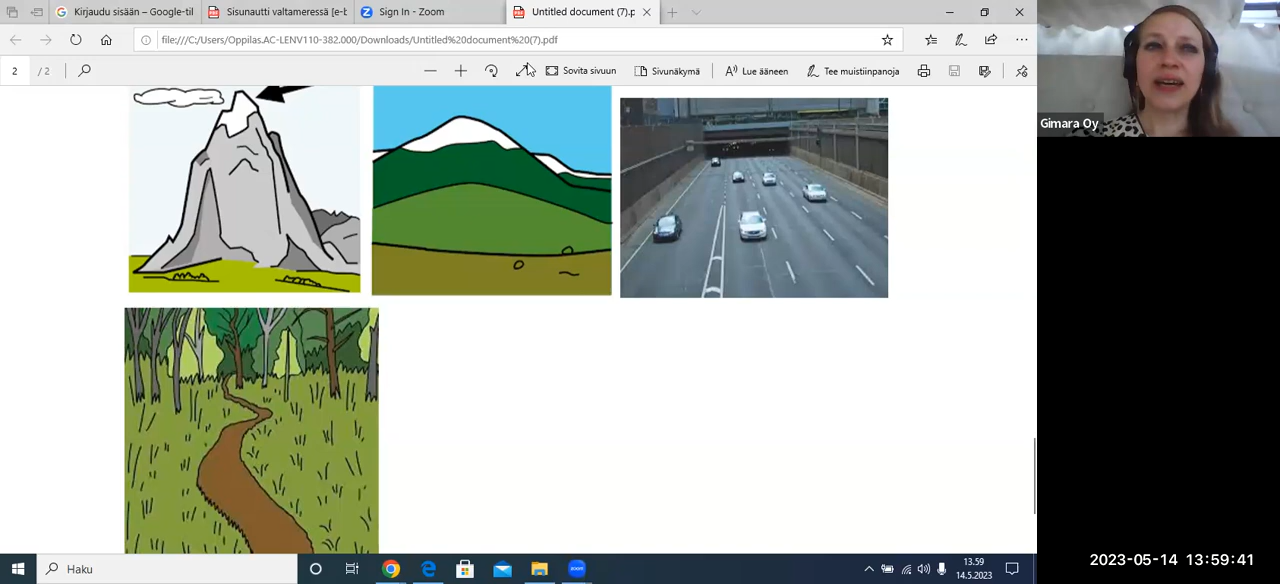 Kirjaudu sisään – Google-til
Sisunautti valtameressä [e-b
Sign In - Zoom
Untitled document (7).p
file:///C:/Users/Oppilas.AC-LENV110-382.000/Downloads/Untitled%20document%20(7).pdf
2 / 2
Sovita sivuun
Sivunäkymä
Lue ääneen
Tee muistiinpanoja
Gimara Oy
Haku
zoom
13.59
14.5.2023
2023-05-14 13:59:41